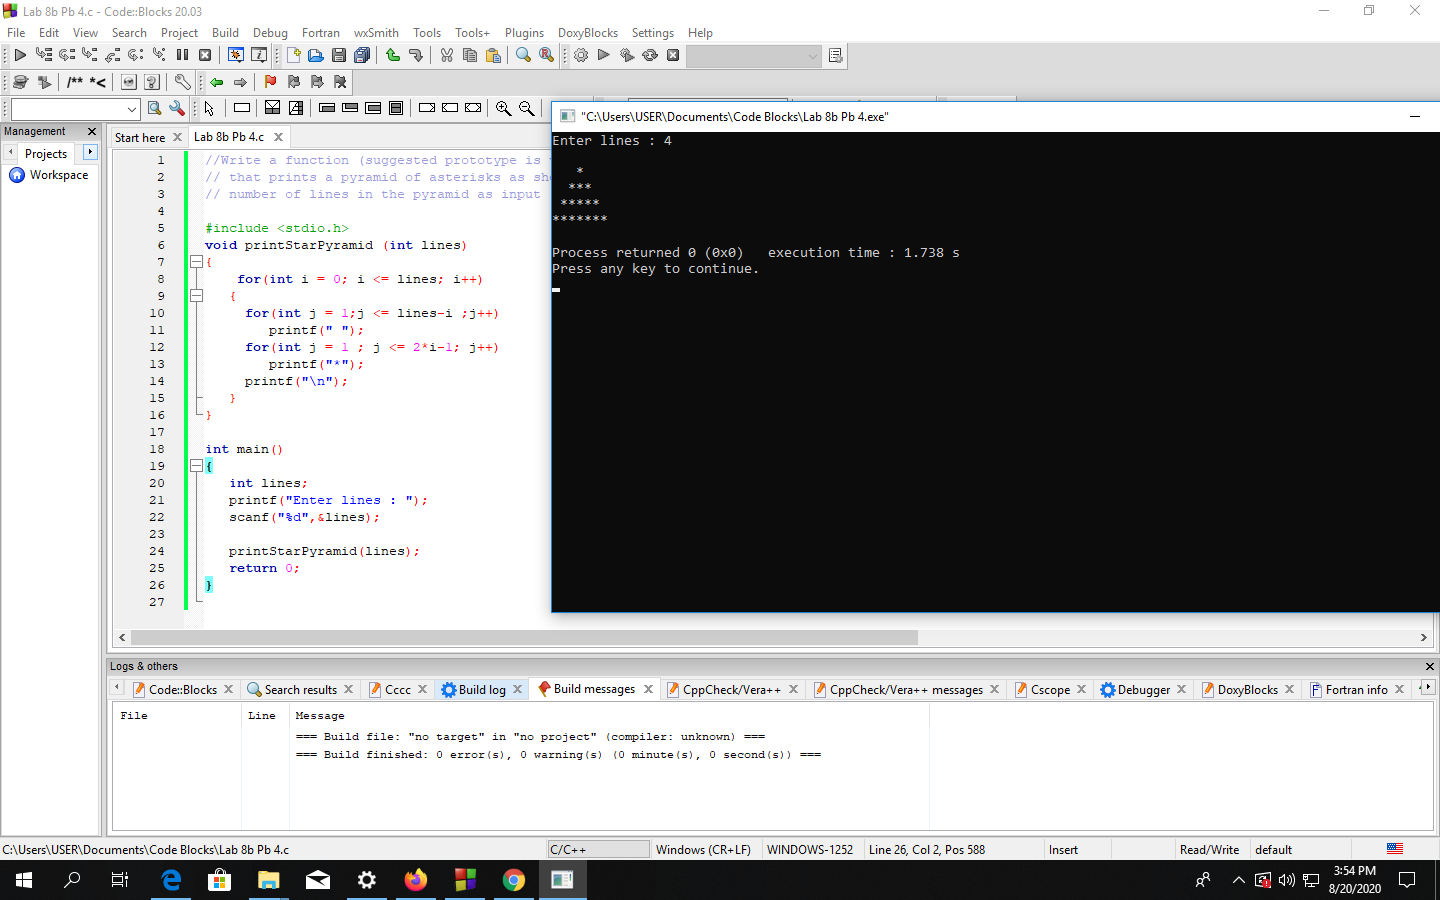 Lab 8b Pb 4.c - Code::Blocks 20.03
File Edit View Search Project Build Debug Fortran wxSmith Tools Tools+ Plugins DoxyBlocks Settings Help
/** *<
Management
Projects
Workspace
Start here Lab 8b Pb 4.c
1 //Write a function (suggested prototype is
2 // that prints a pyramid of asterisks as sh
3 // number of lines in the pyramid as input
4
5 #include <stdio.h>
6 void printStarPyramid (int lines)
7 {
8 for(int i = 0; i <= lines; i++)
9 {
10 for(int j = 1;j <= lines-i ;j++)
11 printf(" ");
12 for(int j = 1 ; j <= 2*i-1; j++)
13 printf("*");
14 printf("\n");
15 }
16 }
17
18 int main()
19 {
20 int lines;
21 printf("Enter lines : ");
22 scanf("%d",&lines);
23
24 printStarPyramid(lines);
25 return 0;
26 }
27
"C:\Users\USER\Documents\Code Blocks\Lab 8b Pb 4.exe"
Enter lines : 4
*
***
*****
*******
Process returned 0 (0x0)   execution time : 1.738 s
Press any key to continue.
Logs & others
Code::Blocks Search results Cccc Build log Build messages CppCheck/Vera++ CppCheck/Vera++ messages Cscope Debugger DoxyBlocks Fortran info
File Line Message
=== Build file: "no target" in "no project" (compiler: unknown) ===
=== Build finished: 0 error(s), 0 warning(s) (0 minute(s), 0 second(s)) ===
C:\Users\USER\Documents\Code Blocks\Lab 8b Pb 4.c C/C++ Windows (CR+LF) WINDOWS-1252 Line 26, Col 2, Pos 588 Insert Read/Write default
3:54 PM
8/20/2020